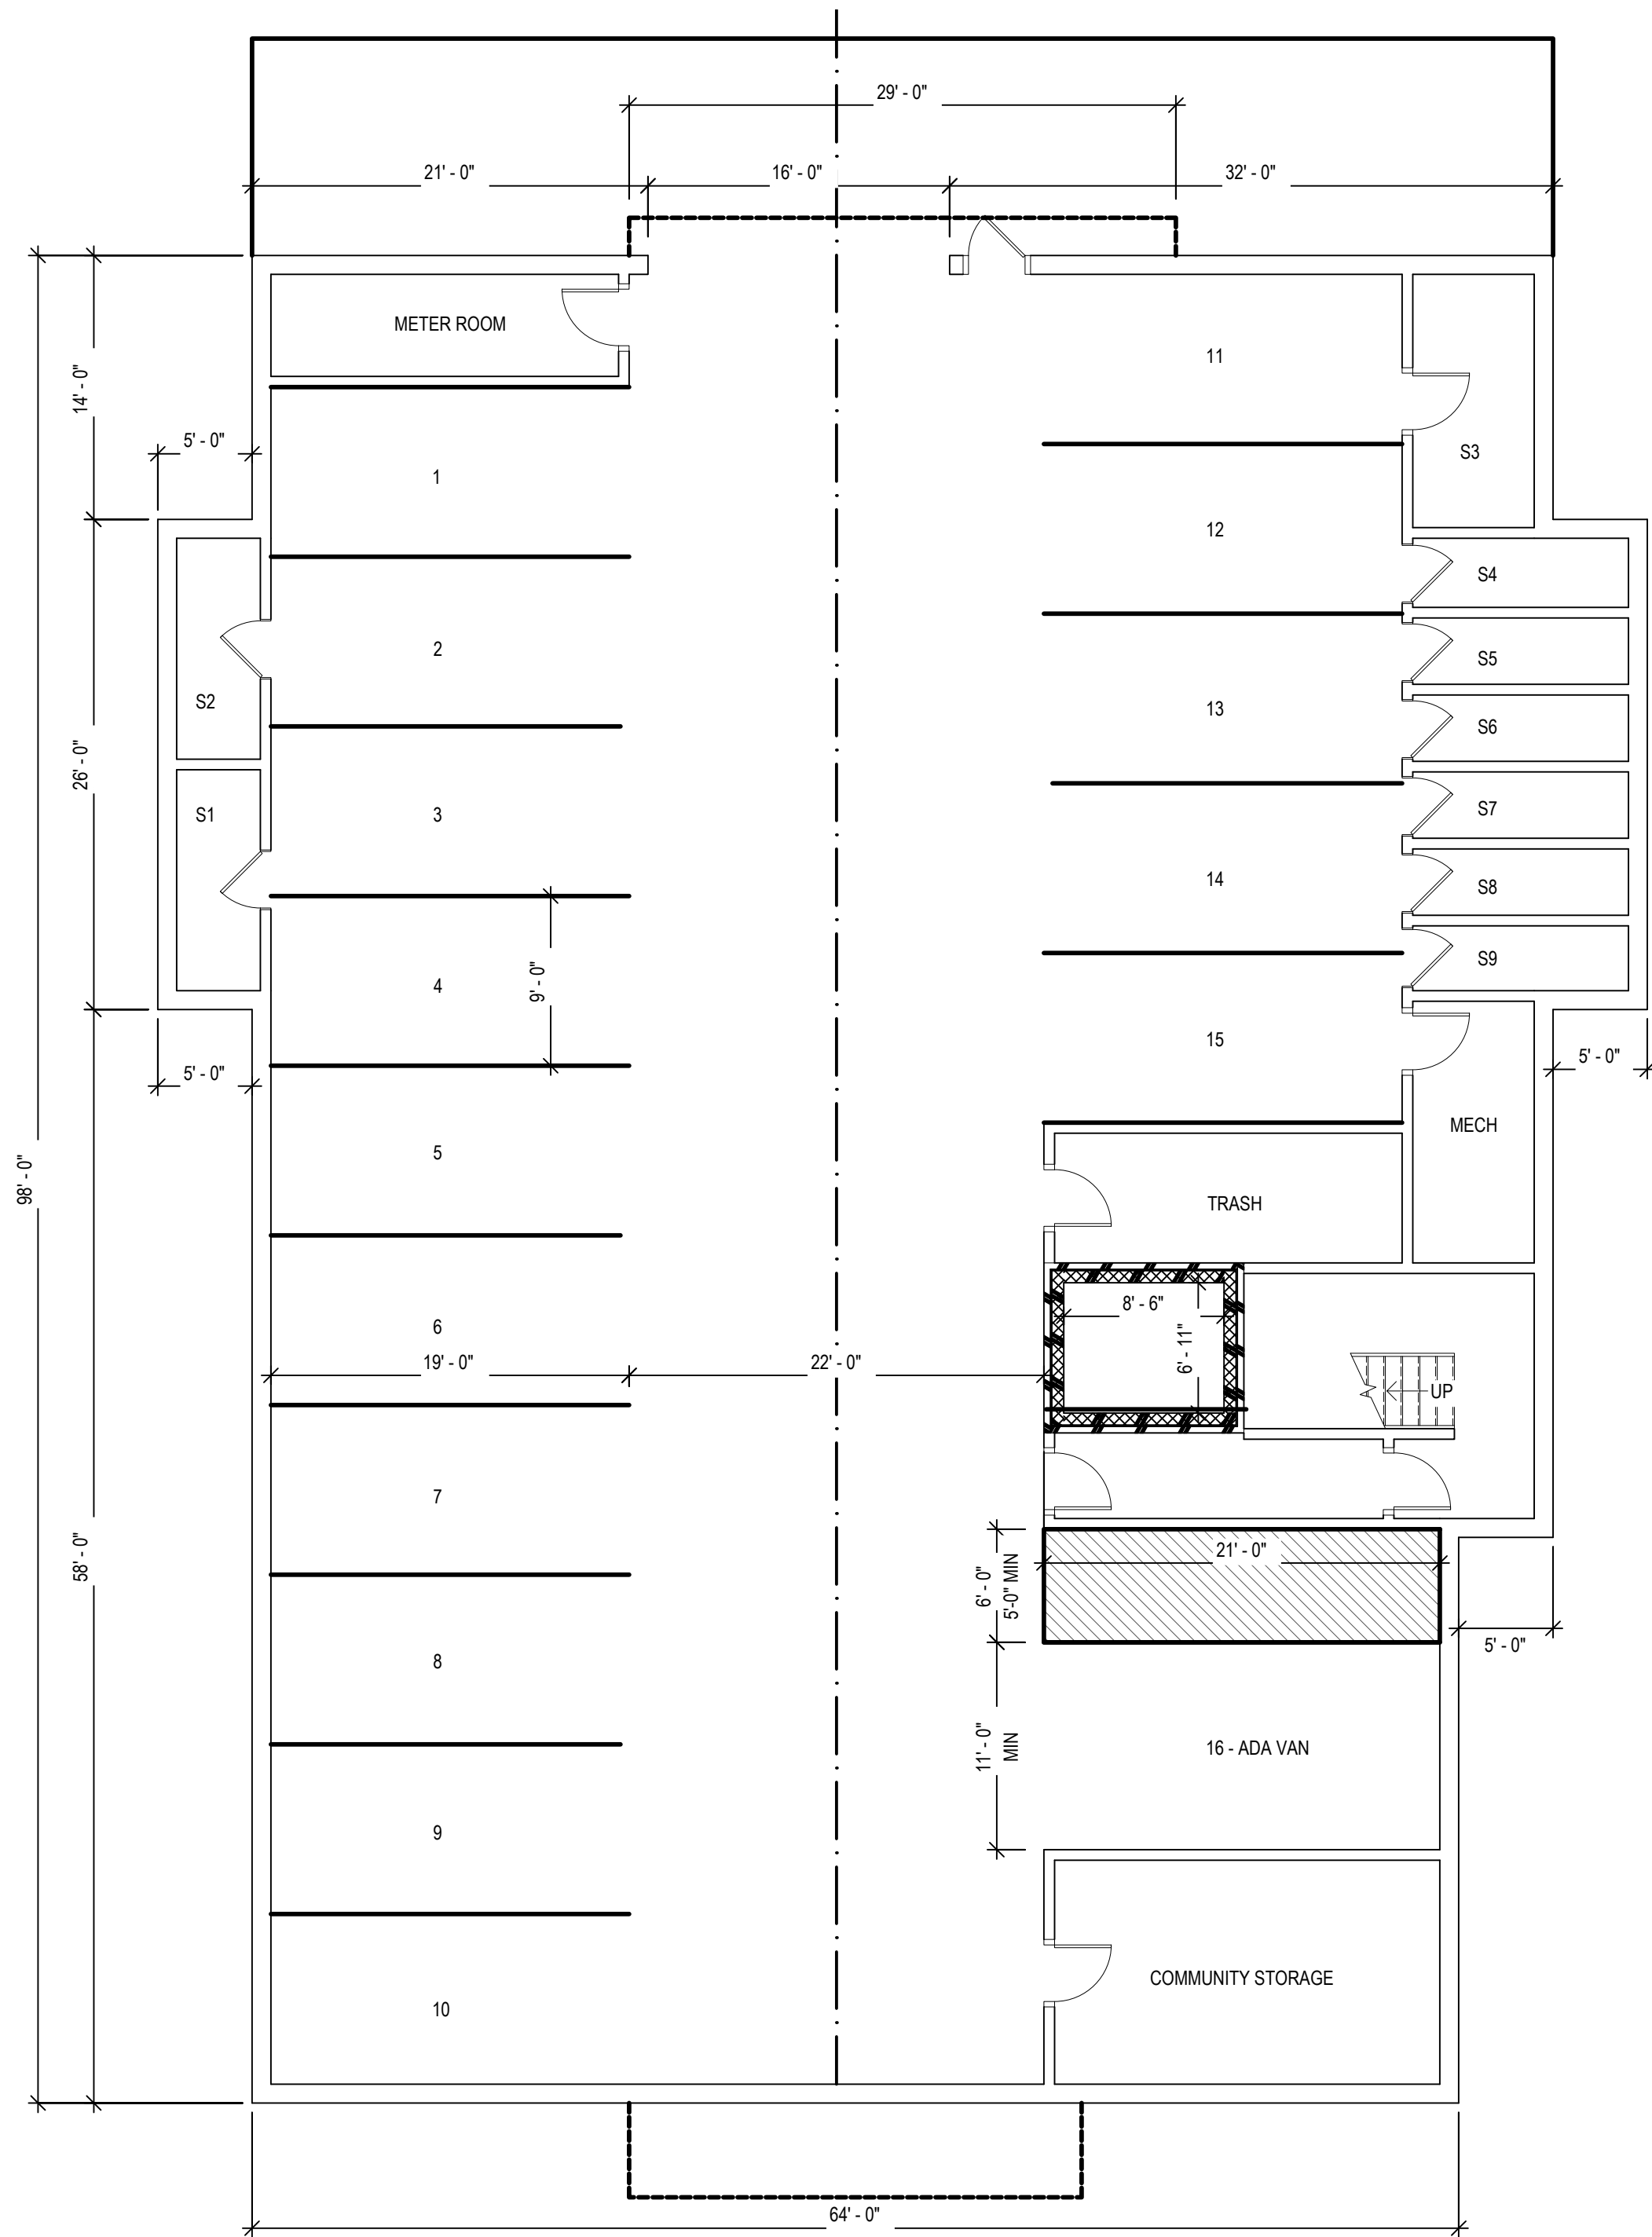 29' - 0"
21' - 0"
16' - 0"
32' - 0"
METER ROOM
11
14' - 0"
5' - 0"
S3
1
12
S4
2
S5
S2
13
S6
26' - 0"
S7
S1
3
14
S8
S9
4
9' - 0"
15
5' - 0"
5' - 0"
MECH
5
98' - 0"
TRASH
8' - 6"
6
6' - 11"
19' - 0"
22' - 0"
UP
7
58' - 0"
21' - 0"
6' - 0"
5'-0" MIN
5' - 0"
8
11' - 0"
MIN
16 - ADA VAN
9
COMMUNITY STORAGE
10
64' - 0"